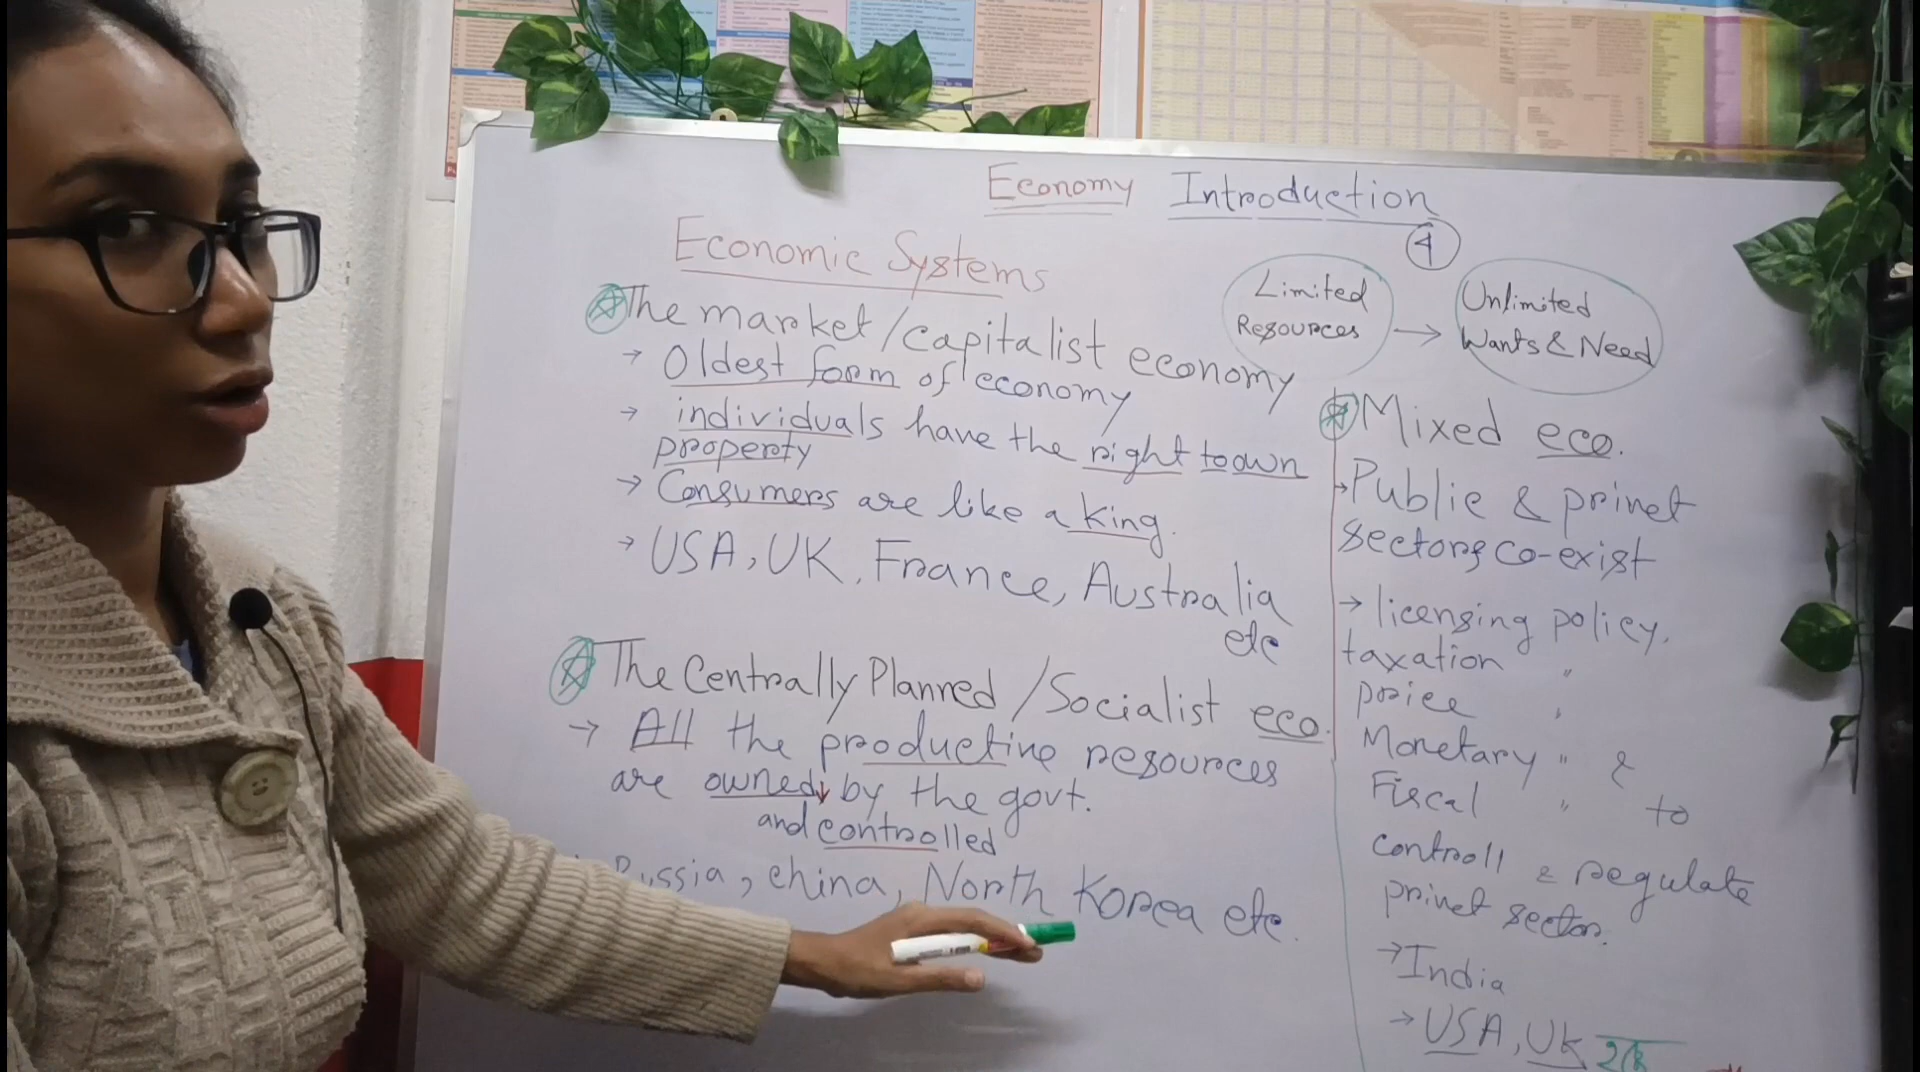 Economy Introduction
4
Economic Systems
The market/capitalist economy
→ Oldest form of economy
→ individuals have the right to own
property
→ Consumers are like a king.
→ USA, UK, France, Australia
etc
The Centrally Planned/Socialist eco.
→ All the productive resources
are owned by the govt.
and controlled
Russia, china, North Korea etc.
Limited
Resources
→
Unlimited
Wants & Need
Mixed eco.
→ Public & privet
sectors co-exist
→ licensing policy,
taxation "
price "
Monetary " &
Fiscal " to
controll & regulate
privet sector.
→ India
→ USA, UK